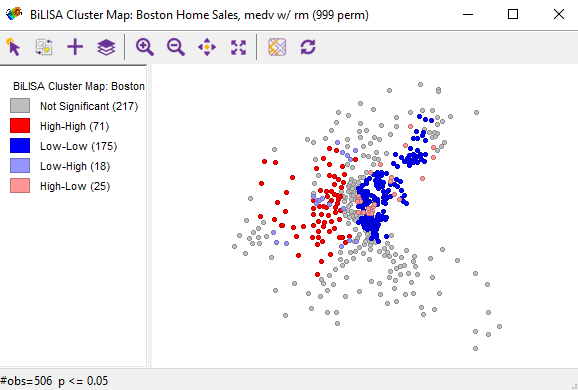 BiLISA Cluster Map: Boston Home Sales, medv w/ rm (999 perm)
BiLISA Cluster Map: Boston
Not Significant (217)
High-High (71)
Low-Low (175)
Low-High (18)
High-Low (25)
#obs=506 p <= 0.05